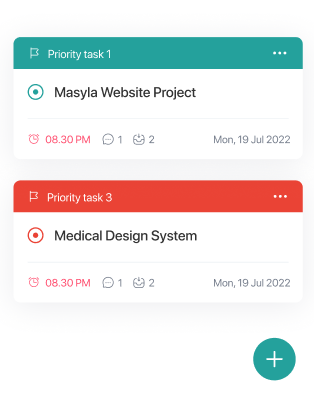 Priority task 1
Masyla Website Project
08.30 PM 1 2 Mon, 19 Jul 2022
Priority task 3
Medical Design System
08.30 PM 1 2 Mon, 19 Jul 2022